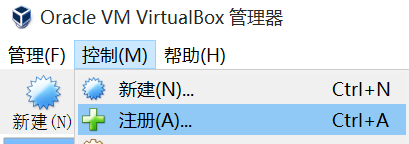 Oracle VM VirtualBox 管理器
管理(F) 控制(M) 帮助(H)
新建(N)... Ctrl+N
新建(N)
注册(A)... Ctrl+A